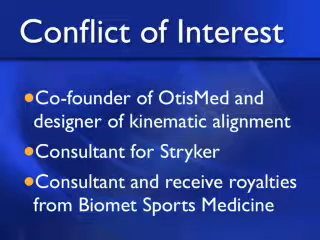 Conflict of Interest
Co-founder of OtisMed and
designer of kinematic alignment
Consultant for Stryker
Consultant and receive royalties
from Biomet Sports Medicine